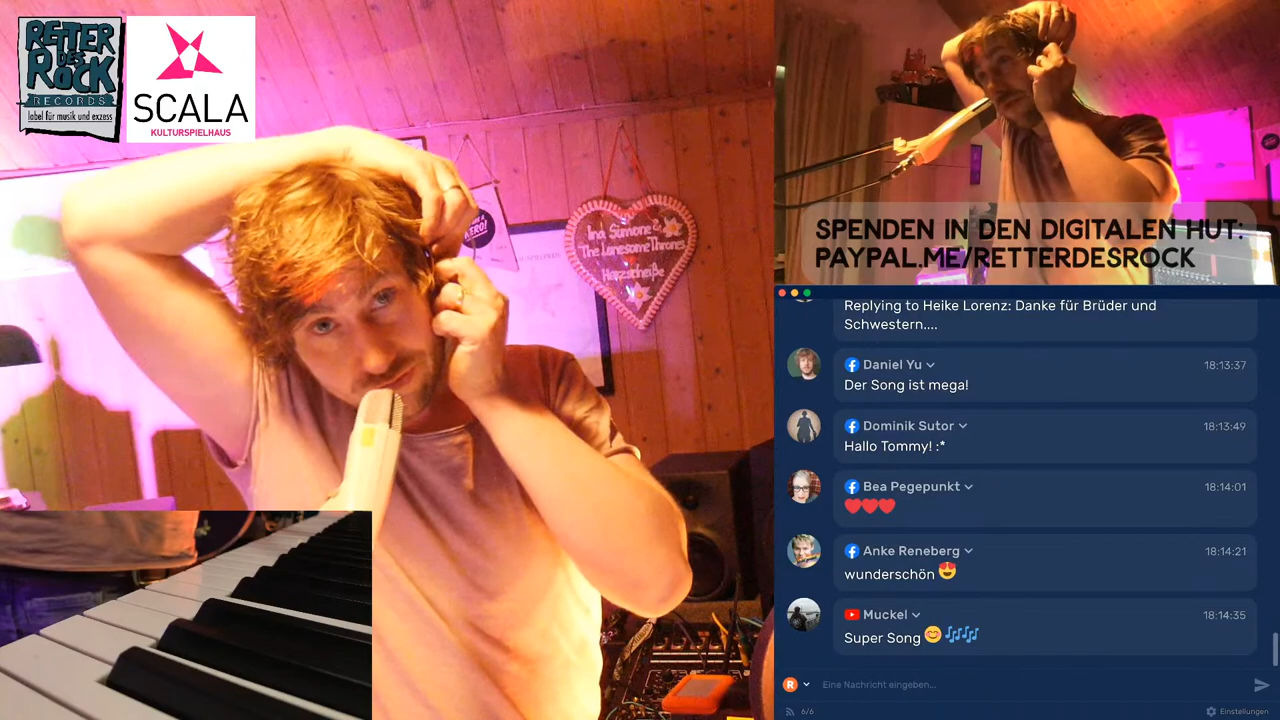 RETTER
DES
ROCK
RECORDS
label für musik und exzess
SCALA
KULTURSPIELHAUS
Ina Simone &
The Lonesome Thrones
Harzscheiße
SPENDEN IN DEN DIGITALEN HUT:
PAYPAL.ME/RETTERDESROCK
Replying to Heike Lorenz: Danke für Brüder und
Schwestern....
Daniel Yu 18:13:37
Der Song ist mega!
Dominik Sutor 18:13:49
Hallo Tommy! :*
Bea Pegepunkt 18:14:01
❤️❤️❤️
Anke Reneberg 18:14:21
wunderschön 😍
Muckel 18:14:35
Super Song 😊 🎶🎶
R
Eine Nachricht eingeben...
6/6 Einstellungen